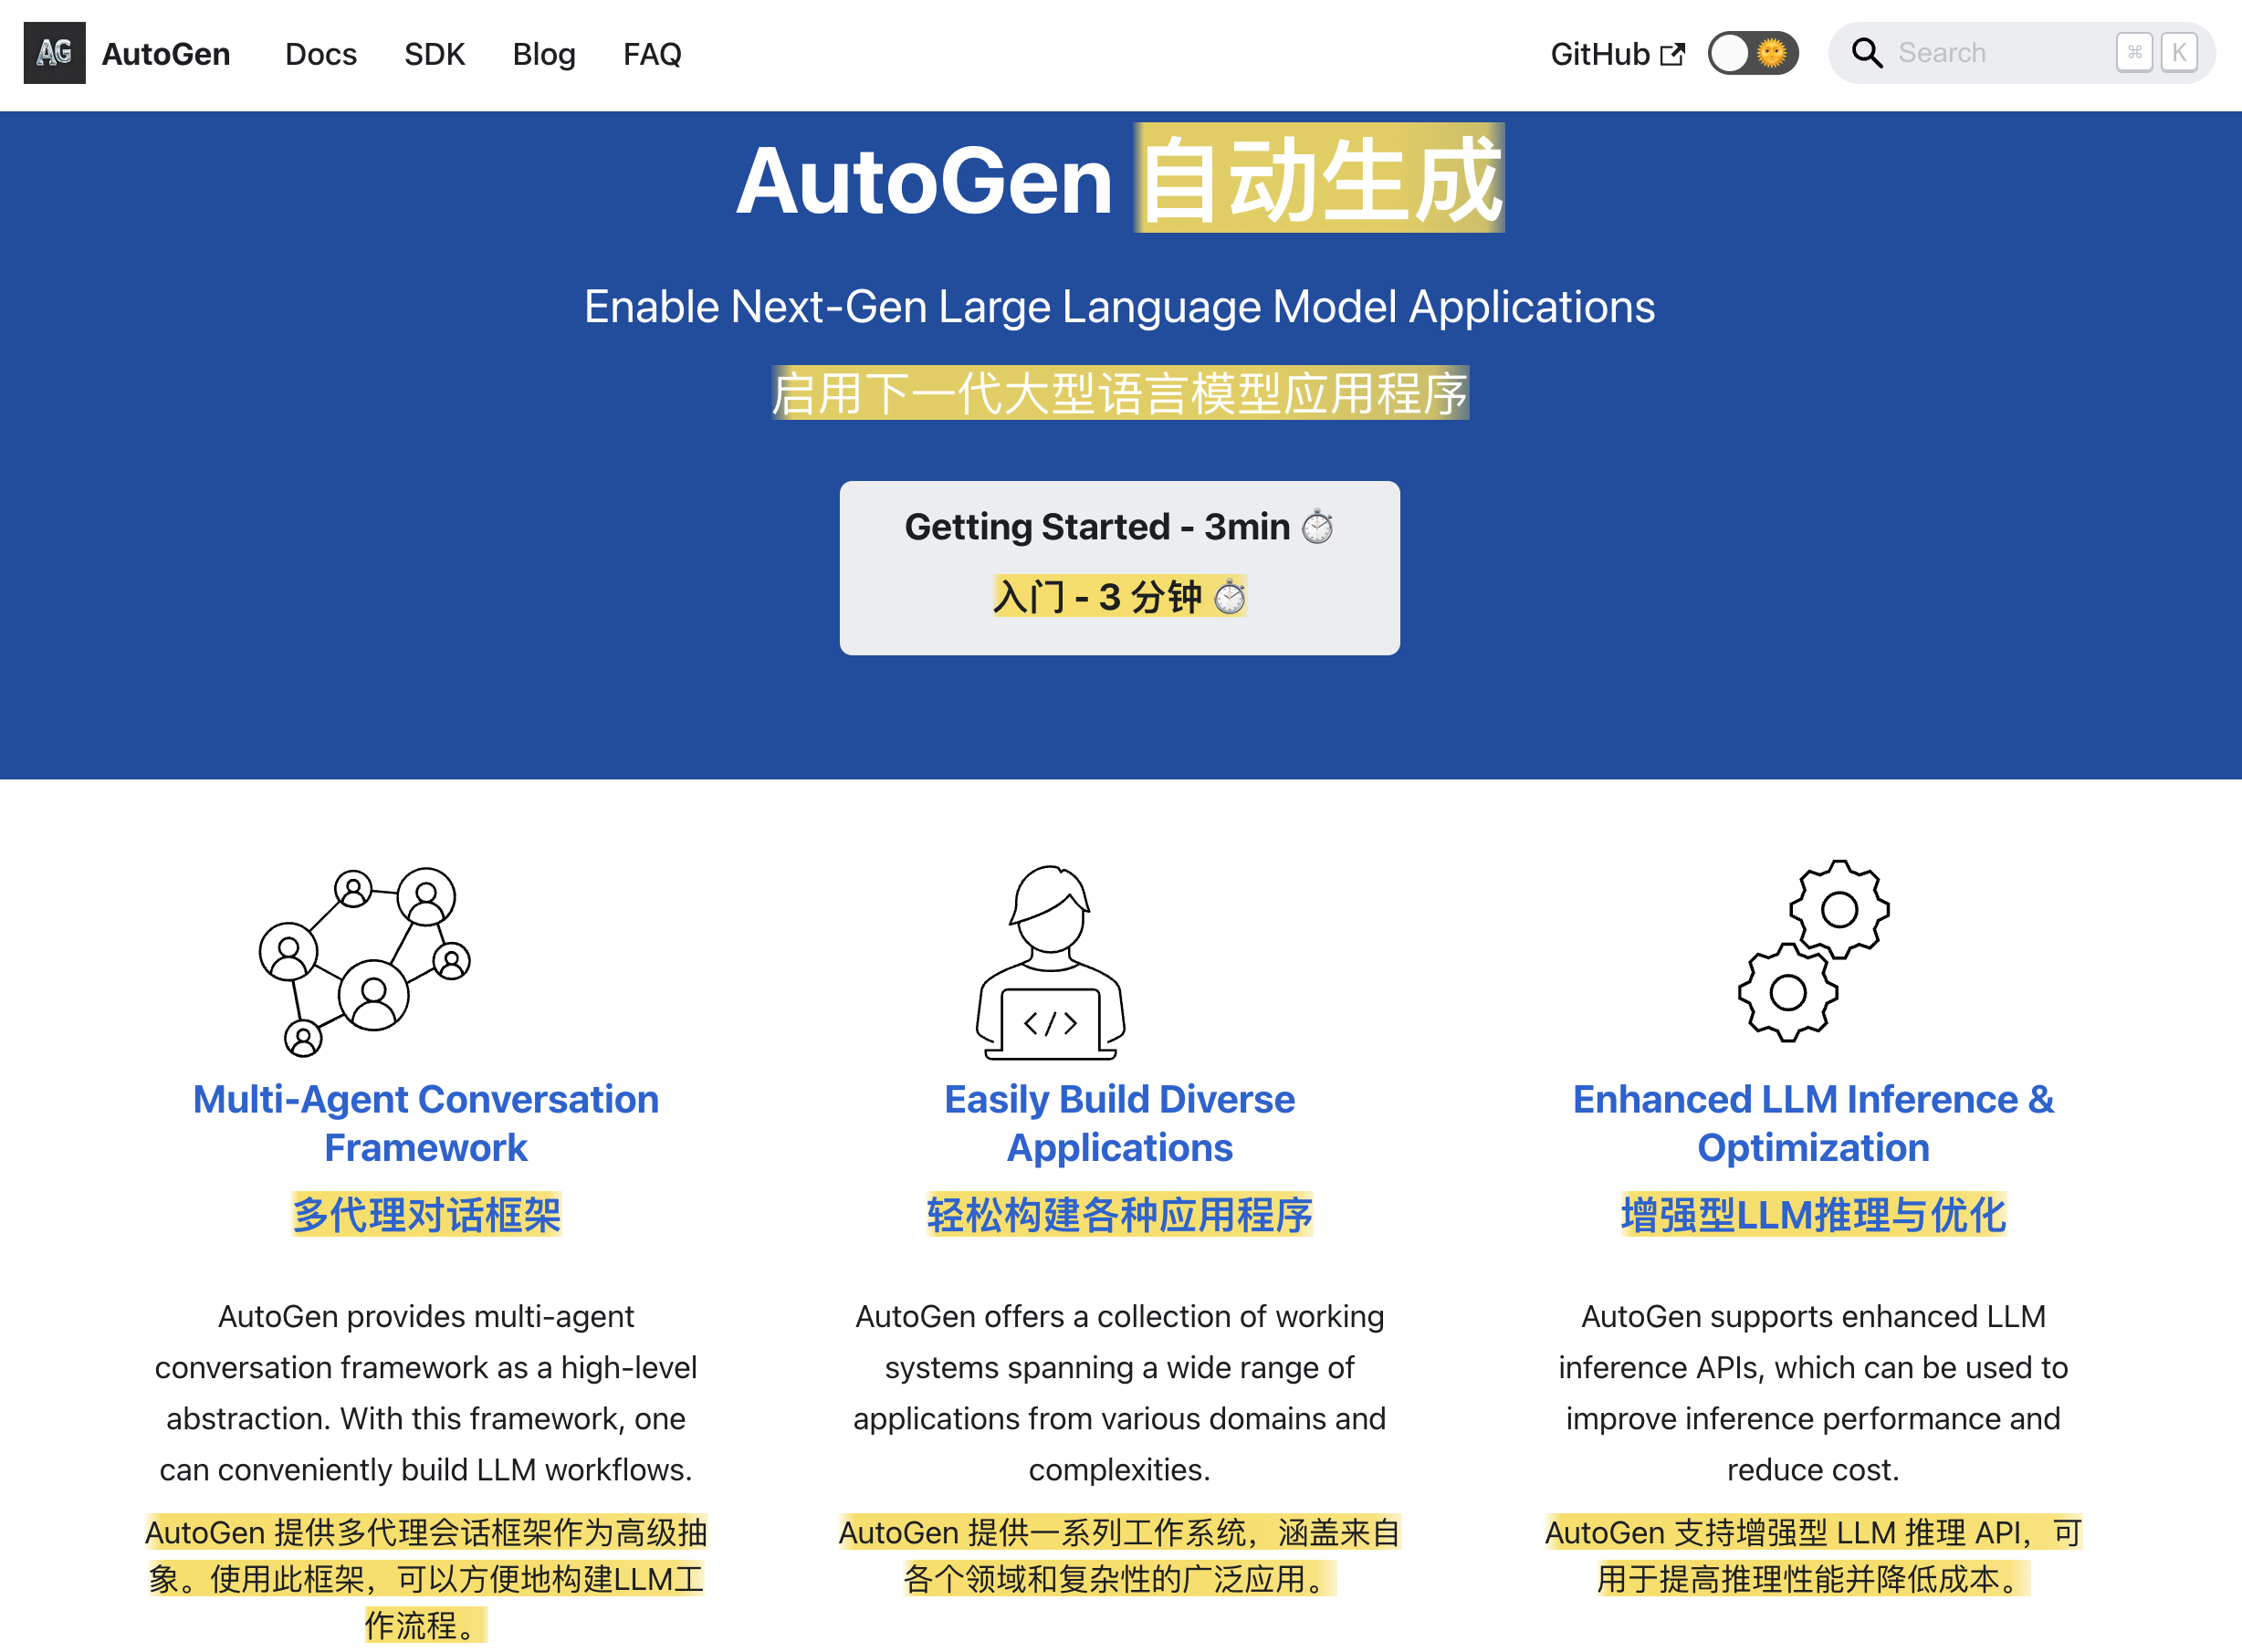 AG AutoGen Docs SDK Blog FAQ GitHub Search ⌘ K
AutoGen 自动生成
Enable Next-Gen Large Language Model Applications
启用下一代大型语言模型应用程序
Getting Started - 3min ⏱️
入门 - 3 分钟 ⏱️
</>
Multi-Agent Conversation
Framework
多代理对话框架
AutoGen provides multi-agent
conversation framework as a high-level
abstraction. With this framework, one
can conveniently build LLM workflows.
AutoGen 提供多代理会话框架作为高级抽
象。使用此框架，可以方便地构建LLM工
作流程。
Easily Build Diverse
Applications
轻松构建各种应用程序
AutoGen offers a collection of working
systems spanning a wide range of
applications from various domains and
complexities.
AutoGen 提供一系列工作系统，涵盖来自
各个领域和复杂性的广泛应用。
Enhanced LLM Inference &
Optimization
增强型LLM推理与优化
AutoGen supports enhanced LLM
inference APIs, which can be used to
improve inference performance and
reduce cost.
AutoGen 支持增强型 LLM 推理 API，可
用于提高推理性能并降低成本。